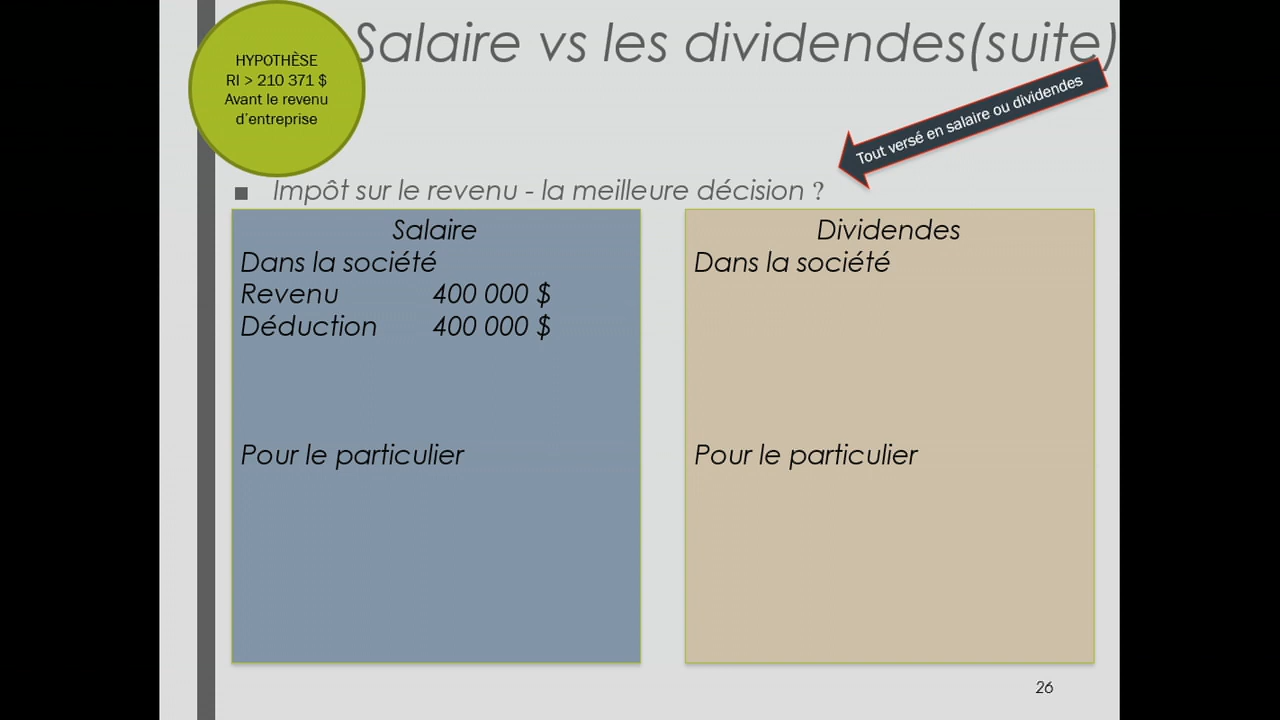 HYPOTHÈSE
RI > 210 371 $
Avant le revenu
d'entreprise
Salaire vs les dividendes(suite)
Tout versé en salaire ou dividendes
■ Impôt sur le revenu - la meilleure décision ?
Salaire
Dans la société
Revenu 400 000 $
Déduction 400 000 $
Pour le particulier
Dividendes
Dans la société
Pour le particulier
26